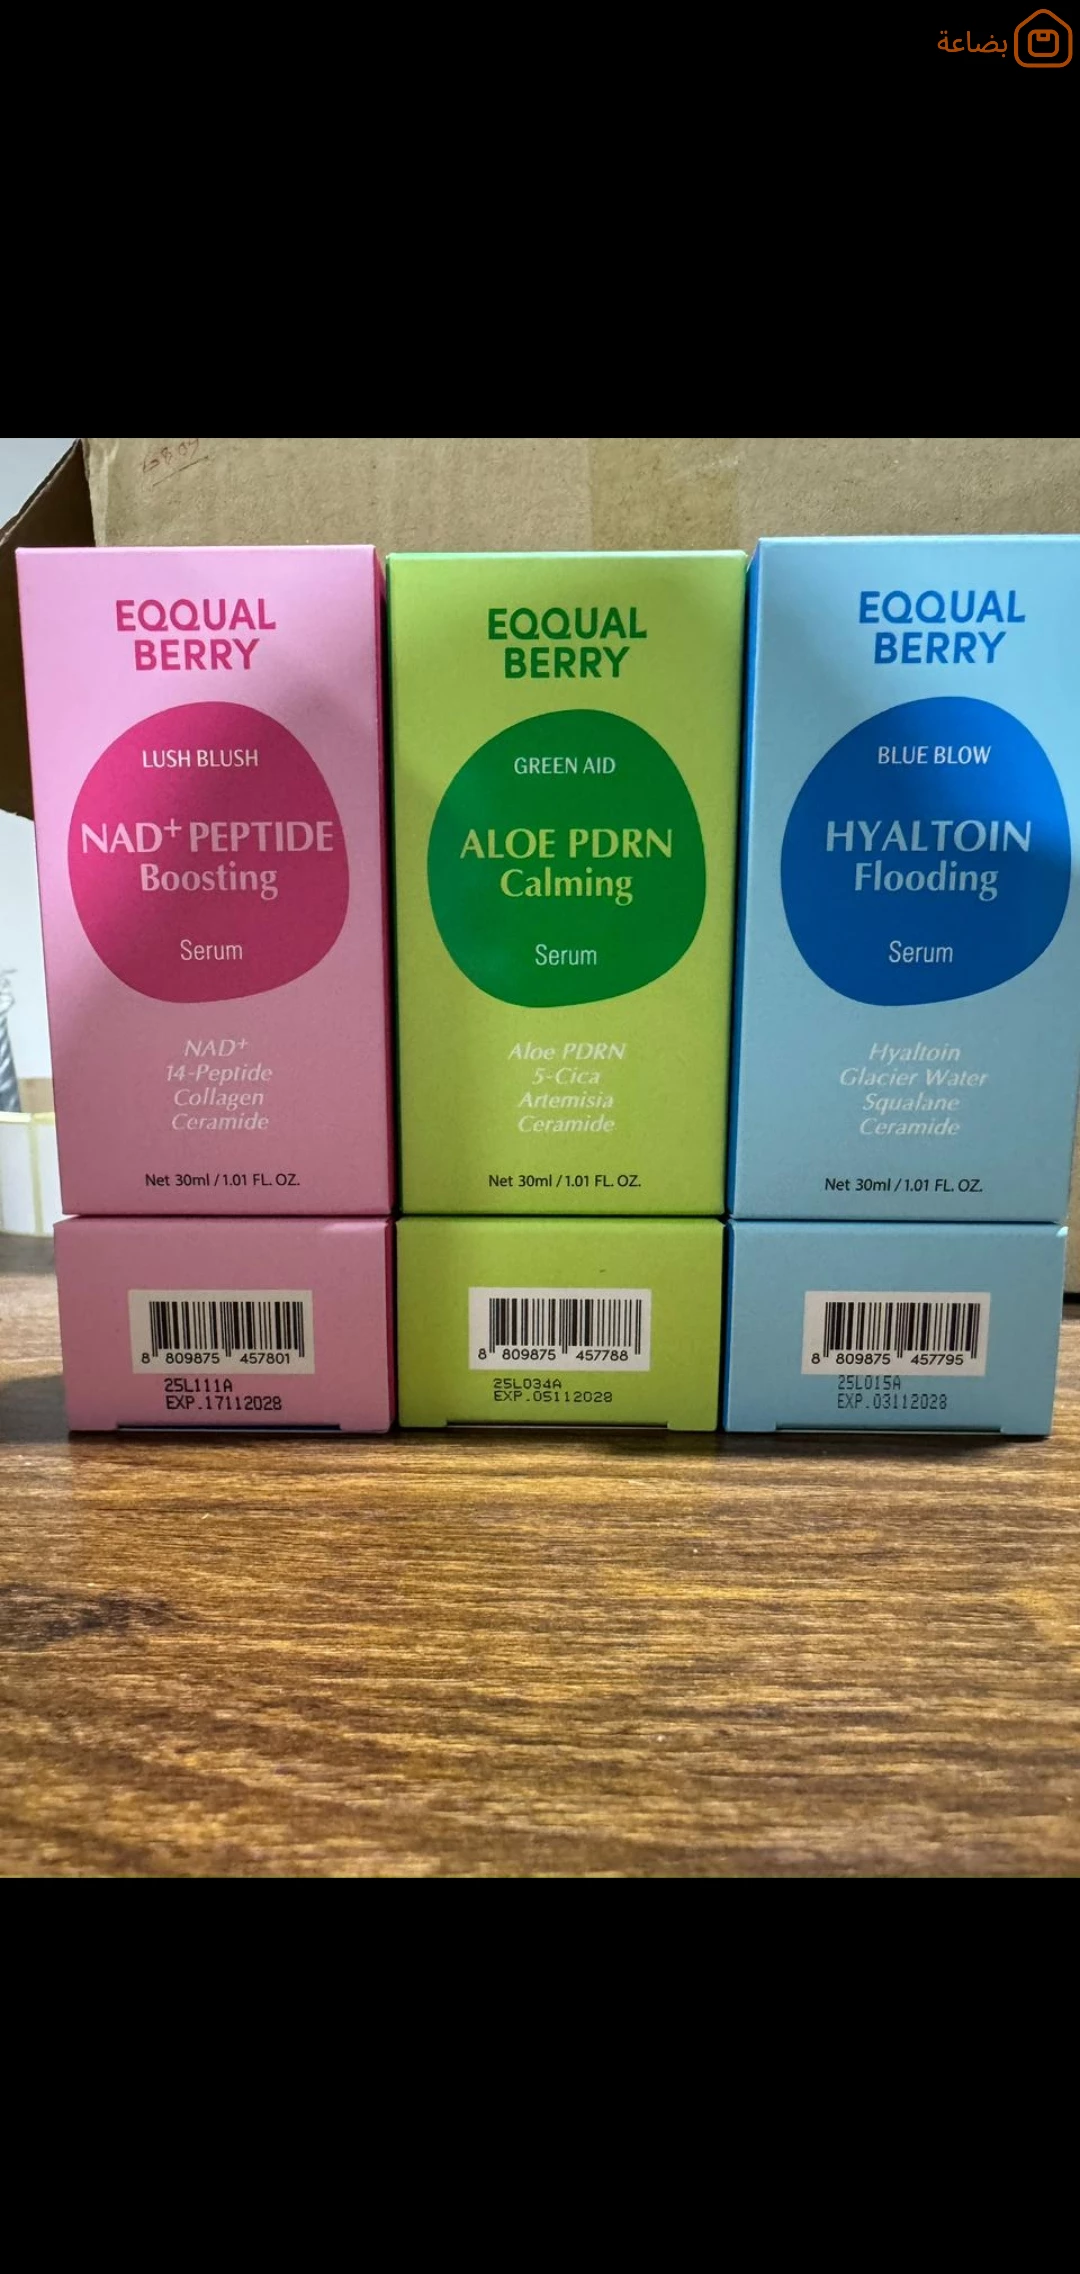 بضاعة
EQQUAL
BERRY
LUSH BLUSH
NAD+ PEPTIDE
Boosting
Serum
NAD+
14-Peptide
Collagen
Ceramide
Net 30ml / 1.01 FL. OZ.
8 809875 457801
25L111A
EXP.17112028
EQQUAL
BERRY
GREEN AID
ALOE PDRN
Calming
Serum
Aloe PDRN
5-Cica
Artemisia
Ceramide
Net 30ml / 1.01 FL. OZ.
8 809875 457788
25L034A
EXP.05112028
EQQUAL
BERRY
BLUE BLOW
HYALTOIN
Flooding
Serum
Hyaltoin
Glacier Water
Squalane
Ceramide
Net 30ml / 1.01 FL. OZ.
8 809875 457795
25L015A
EXP.03112028